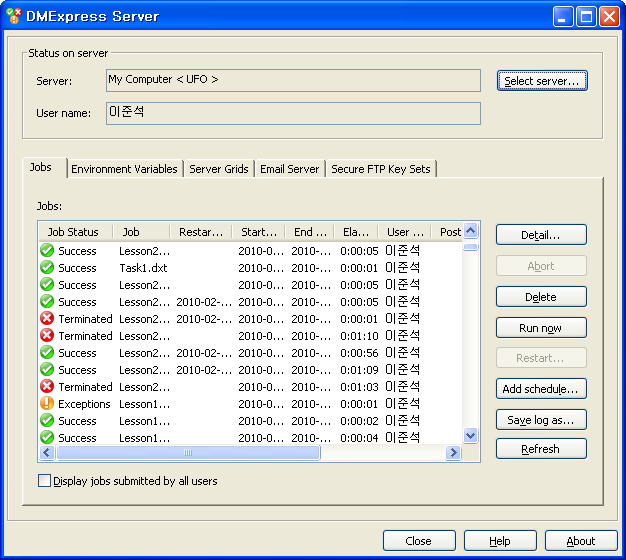 DMExpress Server
Status on server
Server: My Computer < UFO > Select server...
User name: 이준석
Jobs Environment Variables Server Grids Email Server Secure FTP Key Sets
Jobs:
Job Status Job Restar... Start... End ... Ela... User ... Post
Success Lesson2... 2010-0... 2010-... 0:00:05 이준석
Success Task1.dxt 2010-0... 2010-... 0:00:01 이준석
Success Lesson2... 2010-0... 2010-... 0:00:05 이준석
Success Lesson2... 2010-02-... 2010-0... 2010-... 0:00:05 이준석
Terminated Lesson2... 2010-02-... 2010-0... 2010-... 0:00:01 이준석
Terminated Lesson2... 2010-0... 2010-... 0:01:10 이준석
Success Lesson2... 2010-02-... 2010-0... 2010-... 0:00:56 이준석
Success Lesson2... 2010-02-... 2010-0... 2010-... 0:01:09 이준석
Terminated Lesson2... 2010-0... 2010-... 0:01:03 이준석
Exceptions Lesson1... 2010-0... 2010-... 0:00:01 이준석
Success Lesson1... 2010-0... 2010-... 0:00:02 이준석
Success Lesson1... 2010-0... 2010-... 0:00:04 이준석
Detail...
Abort
Delete
Run now
Restart...
Add schedule...
Save log as...
Refresh
Display jobs submitted by all users
Close Help About